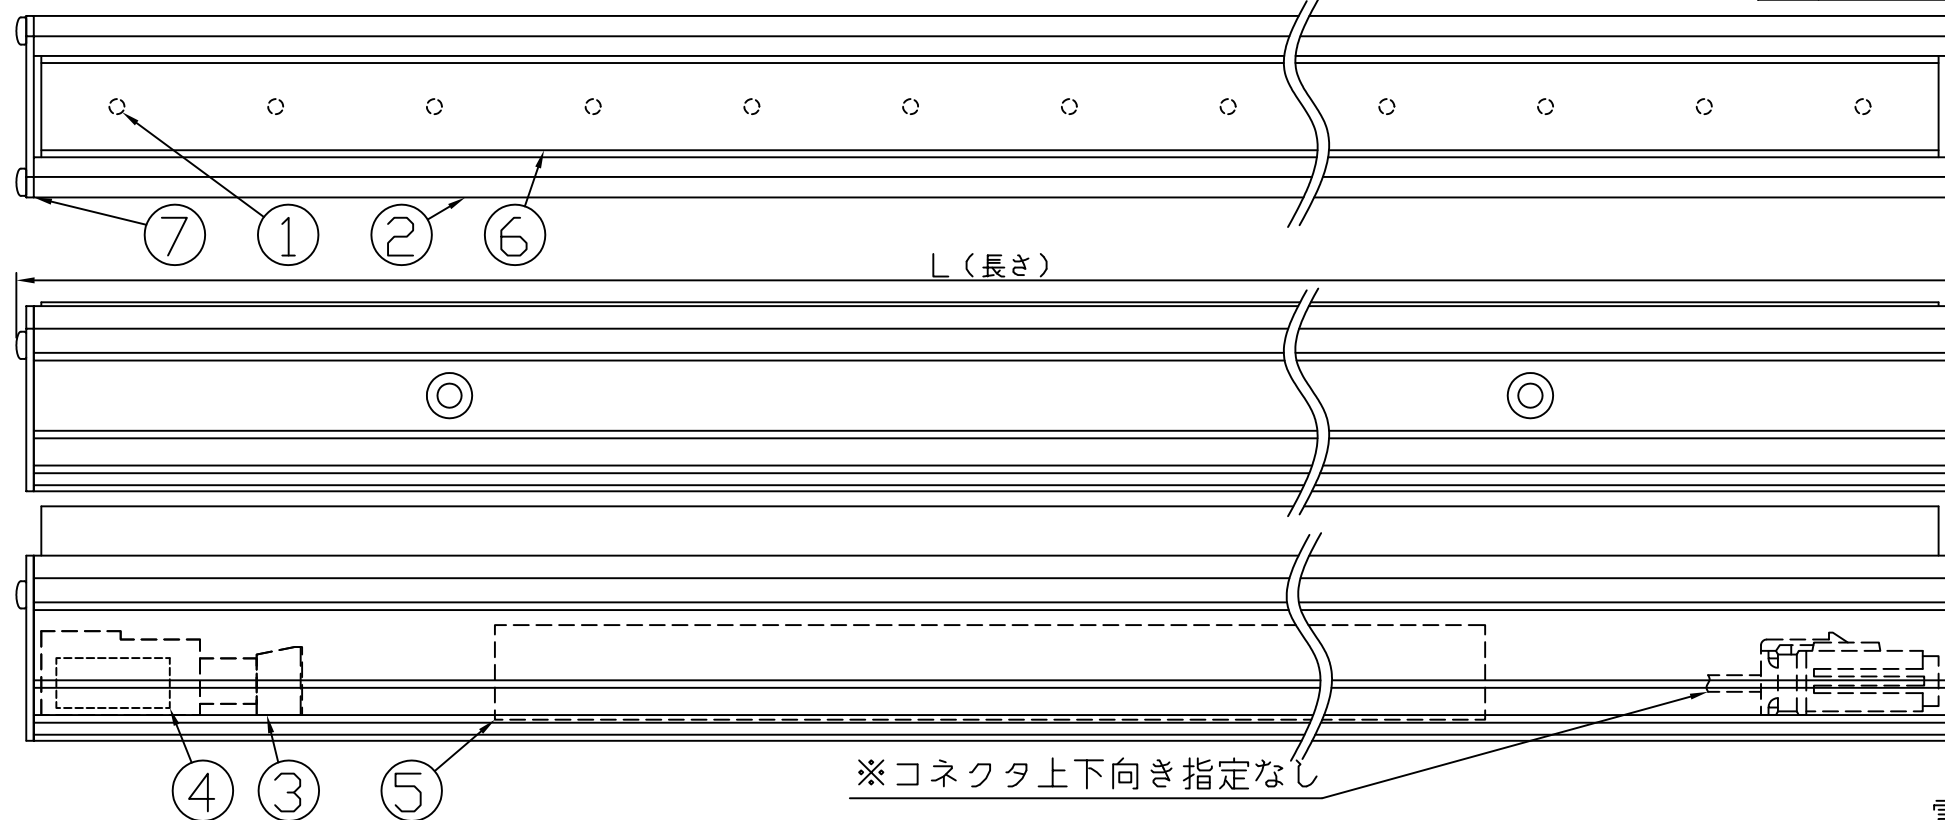 ⑦ ① ② ⑥
L（長さ）
④ ③ ⑤
※コネクタ上下向き指定なし